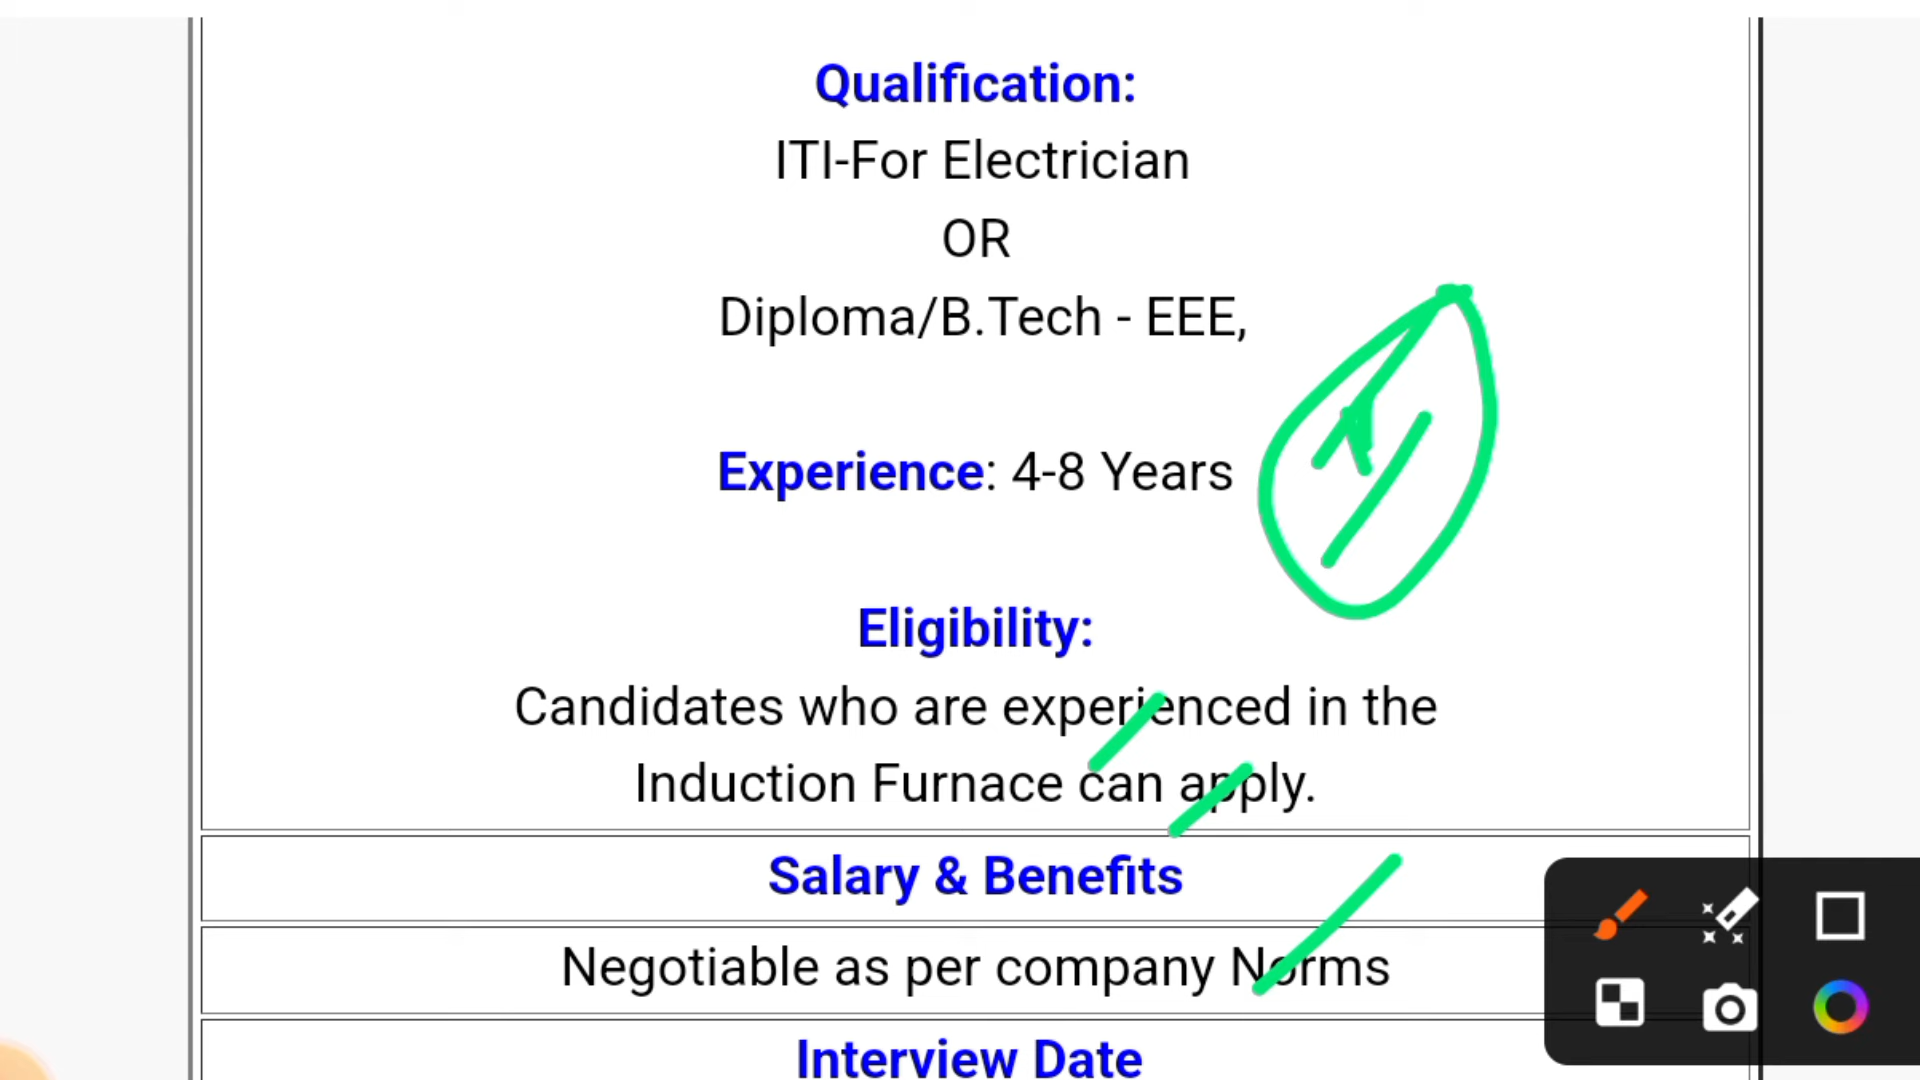 Qualification:
ITI-For Electrician
OR
Diploma/B.Tech - EEE,
Experience: 4-8 Years
Eligibility:
Candidates who are experienced in the
Induction Furnace can apply.
Salary & Benefits
Negotiable as per company Norms
Interview Date